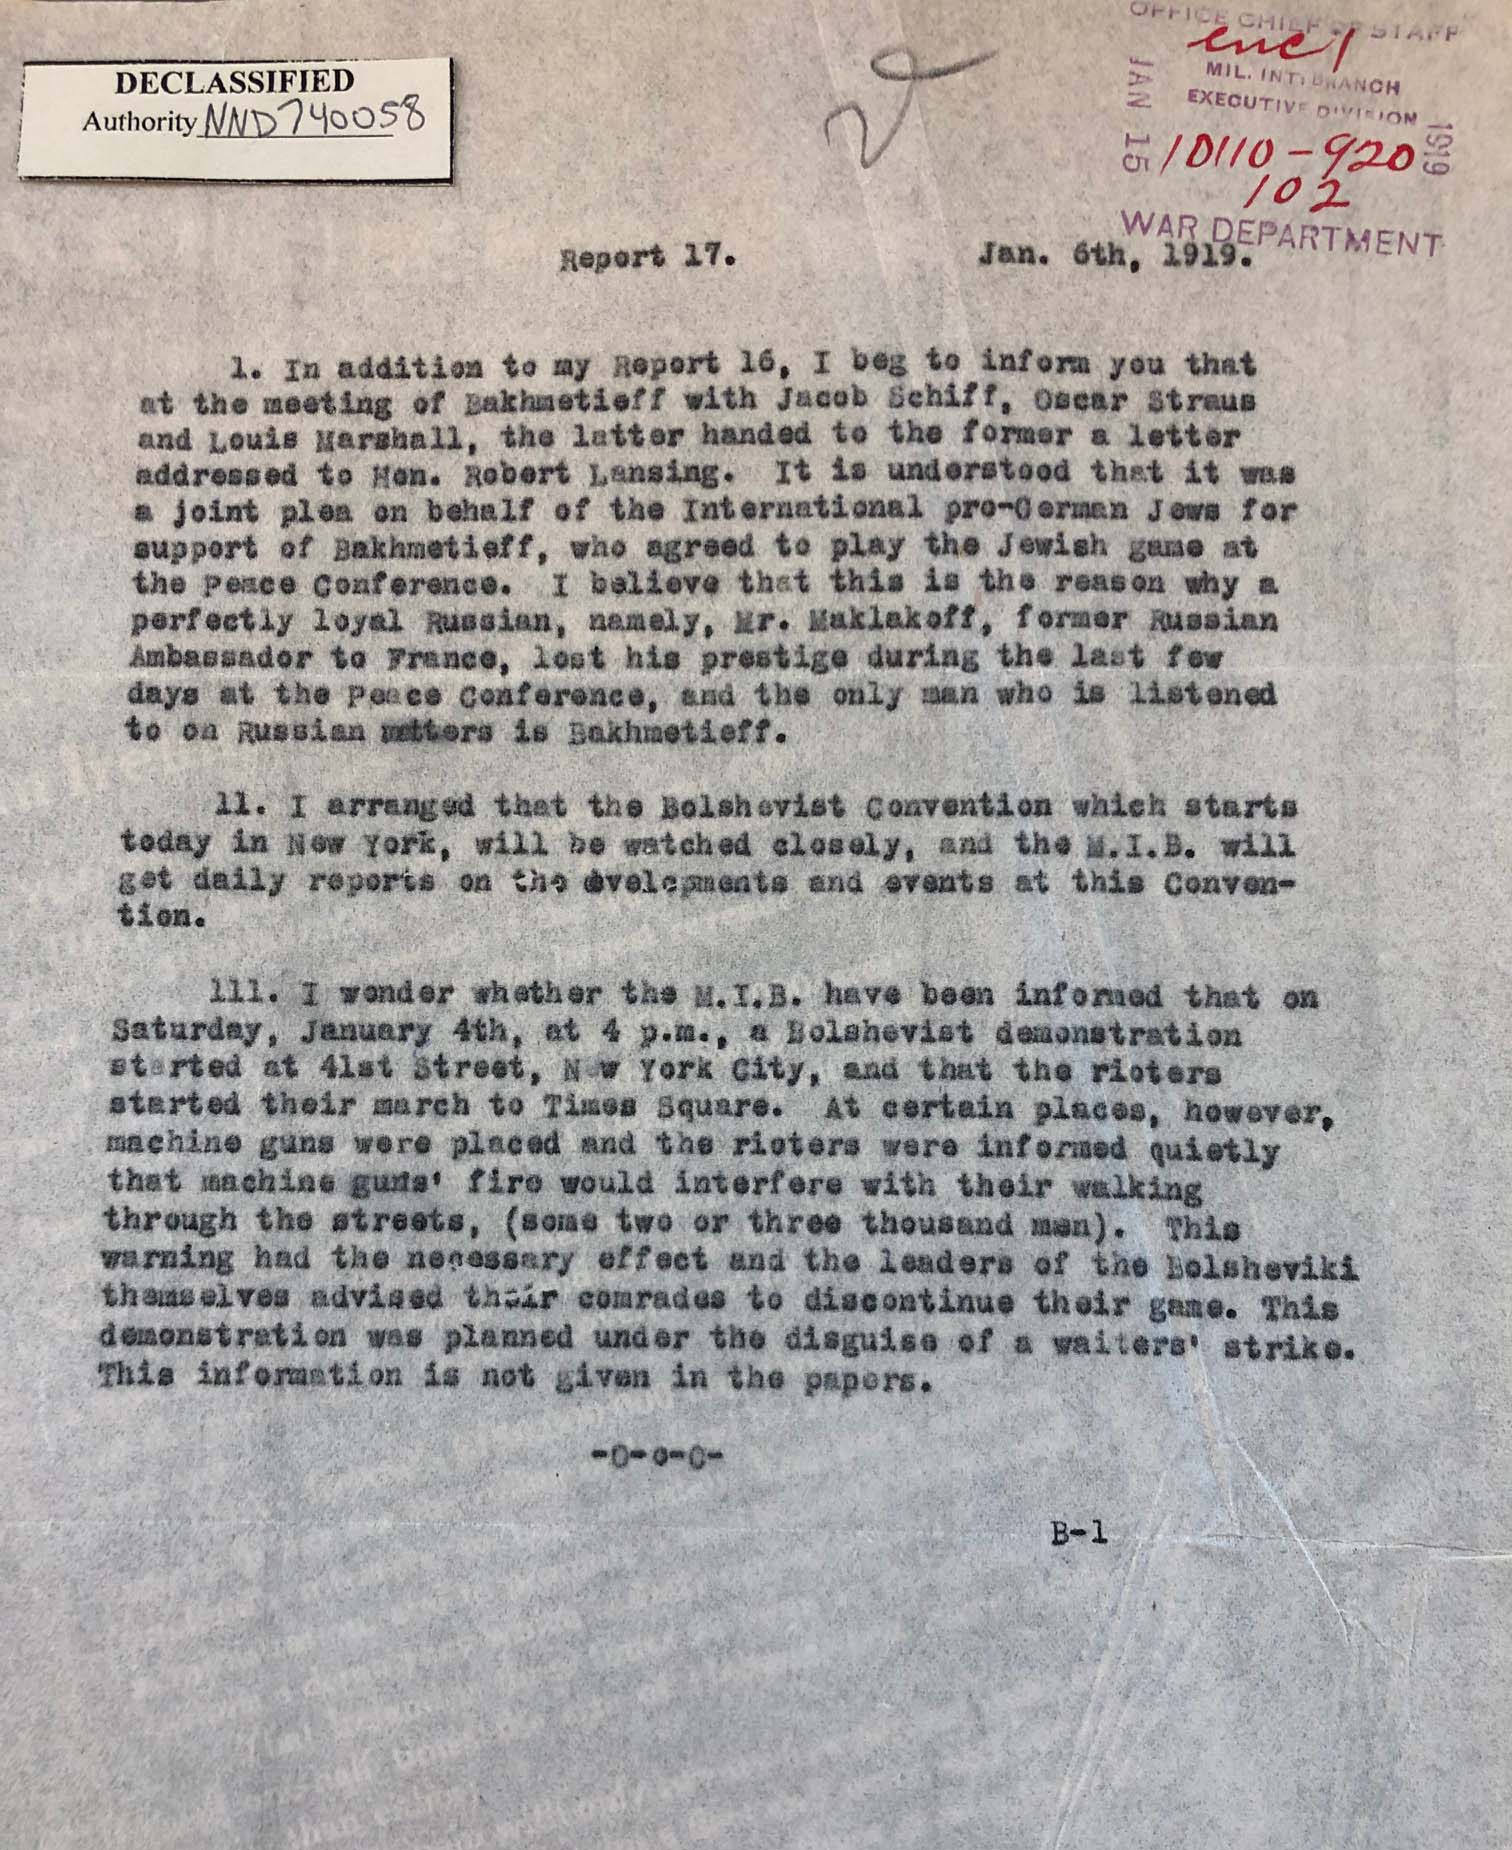 DECLASSIFIED
Authority NND 740058
OFFICE CHIEF OF STAFF
encl
MIL. INT. BRANCH
EXECUTIVE DIVISION
JAN 15 1919
10110-920
102
WAR DEPARTMENT
Report 17. Jan. 6th, 1919.
1. In addition to my Report 16, I beg to inform you that
at the meeting of Bakhmetieff with Jacob Schiff, Oscar Straus
and Louis Marshall, the latter handed to the former a letter
addressed to Hon. Robert Lansing. It is understood that it was
a joint plea on behalf of the International pro-German Jews for
support of Bakhmetieff, who agreed to play the Jewish game at
the Peace Conference. I believe that this is the reason why a
perfectly loyal Russian, namely, Mr. Maklakoff, former Russian
Ambassador to France, lost his prestige during the last few
days at the Peace Conference, and the only man who is listened
to on Russian matters is Bakhmetieff.
11. I arranged that the Bolshevist Convention which starts
today in New York, will be watched closely, and the M.I.B. will
get daily reports on the dvelopments and events at this Conven-
tion.
111. I wonder whether the M.I.B. have been informed that on
Saturday, January 4th, at 4 p.m., a Bolshevist demonstration
started at 41st Street, New York City, and that the rioters
started their march to Times Square. At certain places, however,
machine guns were placed and the rioters were informed quietly
that machine guns' fire would interfere with their walking
through the streets, (some two or three thousand men). This
warning had the necessary effect and the leaders of the Bolsheviki
themselves advised their comrades to discontinue their game. This
demonstration was planned under the disguise of a waiters' strike.
This information is not given in the papers.
-O-o-O-
B-1